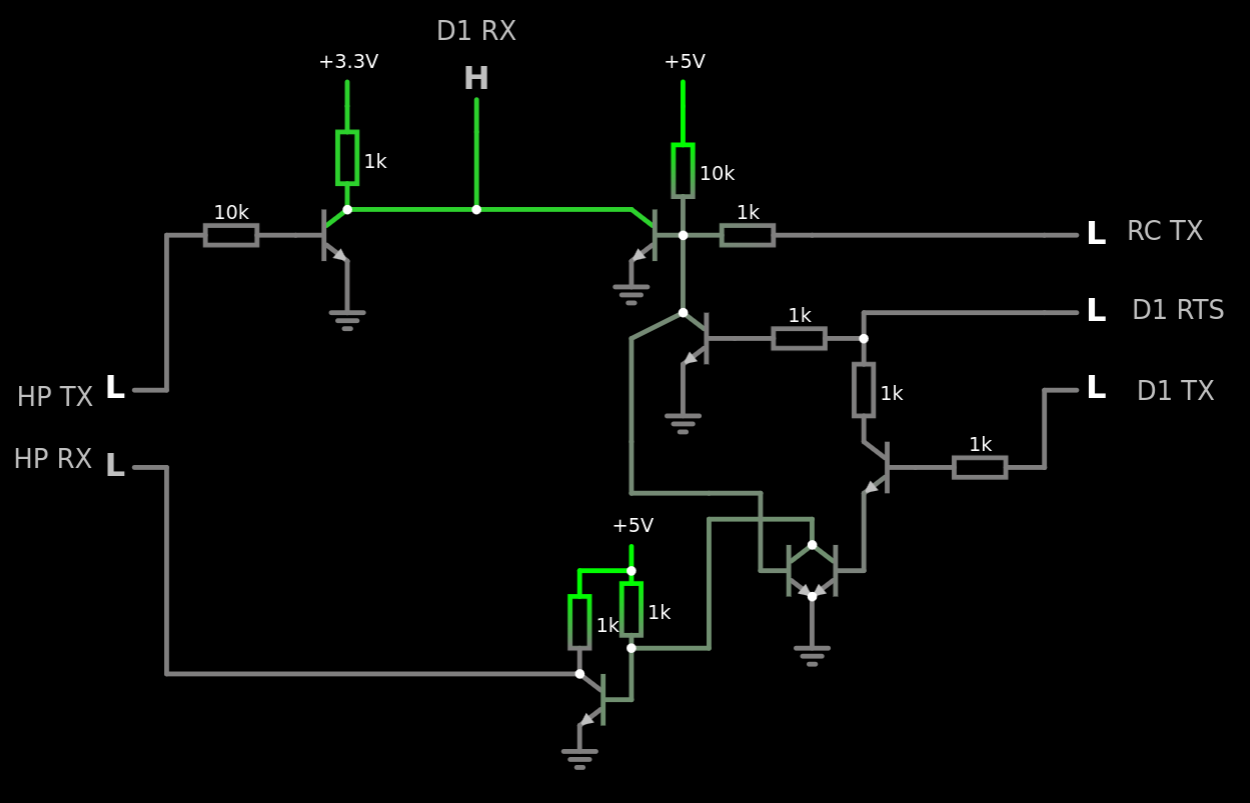 D1 RX
+3.3V
H
+5V
1k
10k
10k
1k
L RC TX
L D1 RTS
1k
HP TX L
1k
L D1 TX
HP RX L
1k
+5V
1k
1k